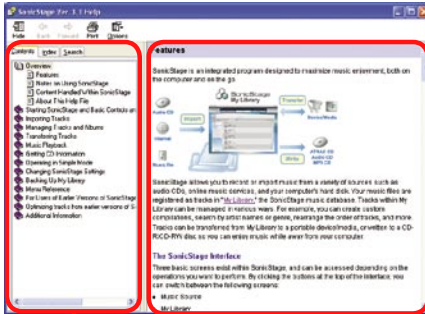 SonicStage Ver. 3.3 Help
Hide Back Forward Print Options
Contents Index Search
Overview
Features
Notes on Using SonicStage
Content Handled Within SonicStage
About This Help File
Starting SonicStage and Basic Controls an
Importing Tracks
Managing Tracks and Albums
Transferring Tracks
Music Playback
Getting CD Information
Operating in Simple Mode
Changing SonicStage Settings
Backing Up My Library
Menu Reference
For Users of Earlier Versions of SonicStage
Optimizing tracks from earlier versions of S
Additional Information
Features
SonicStage is an integrated program designed to maximize music enjoyment, both on
the computer and on the go.
SonicStage
My Library
Audio CD
Import
Transfer
Internet
Write
ATRAC CD
Audio CD
MP3 CD
SonicStage allows you to record or import music from a variety of sources such as
audio CDs, online music services, and your computer's hard disk. Your music files are
registered as tracks in "My Library," the SonicStage music database. Tracks within My
Library can be managed in various ways. For example, you can create custom
compilations, search by artist names or genre, rearrange the order of tracks, and more.
Tracks can be transferred from My Library to a portable device/media, or written to a CD-
R/CD-RW disc so you can enjoy music while away from your computer.
The SonicStage Interface
Three basic screens exist within SonicStage, and can be accessed depending on the
operations you want to perform. By clicking the buttons at the top of the interface, you
can switch between the following screens:
• Music Source
My Library